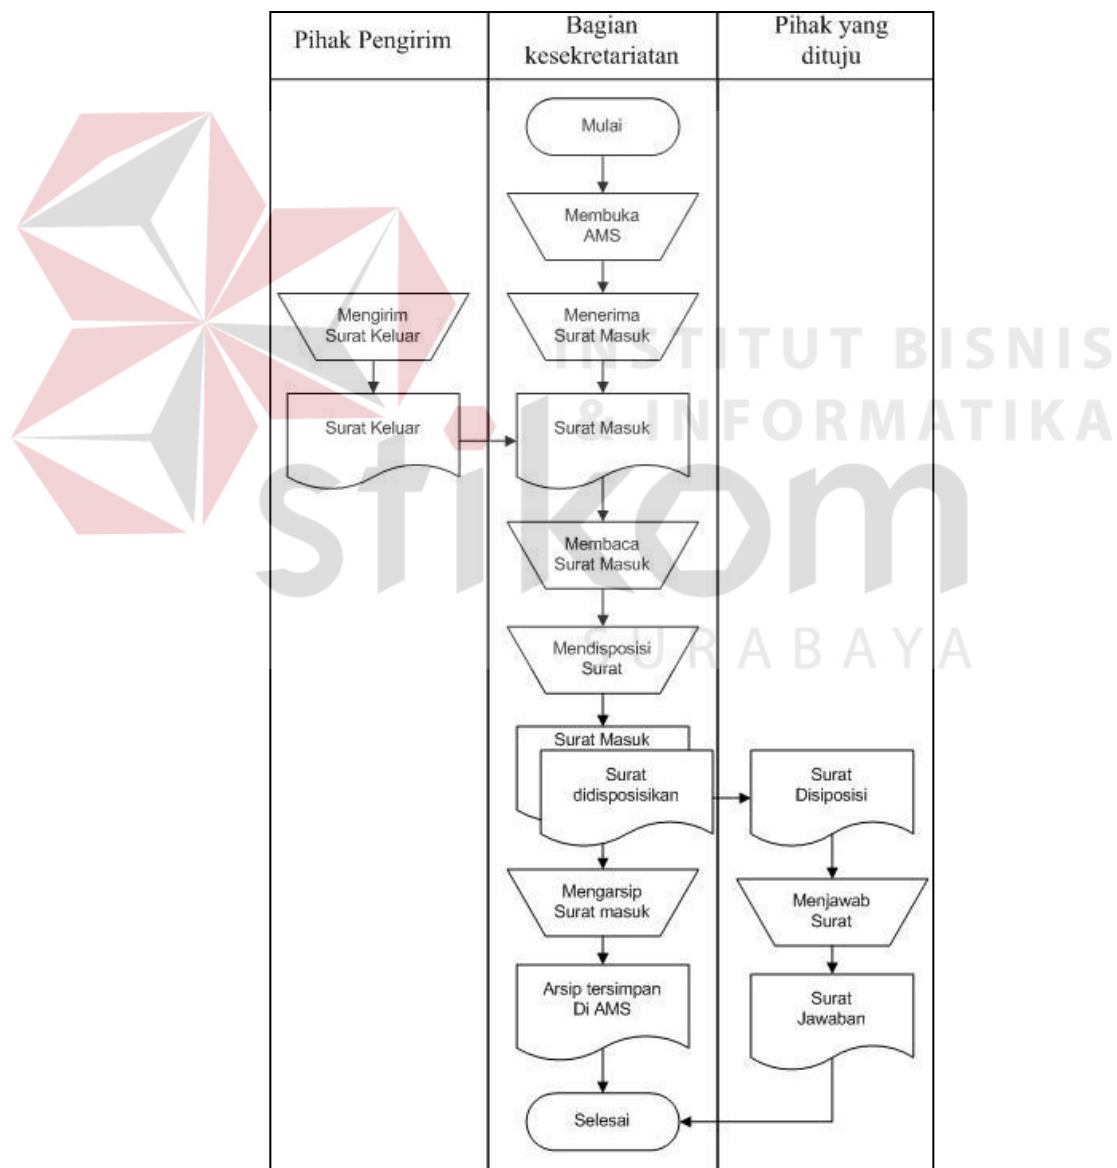 Pihak Pengirim
Bagian
kesekretariatan
Pihak yang
dituju
Mulai
Membuka
AMS
Mengirim
Surat Keluar
Menerima
Surat Masuk
Surat Keluar
Surat Masuk
Membaca
Surat Masuk
Mendisposisi
Surat
Surat Masuk
Surat
didisposisikan
Surat
Disiposisi
Mengarsip
Surat masuk
Menjawab
Surat
Arsip tersimpan
Di AMS
Surat
Jawaban
Selesai
INSTITUT BISNIS
& INFORMATIKA
stikom
SURABAYA